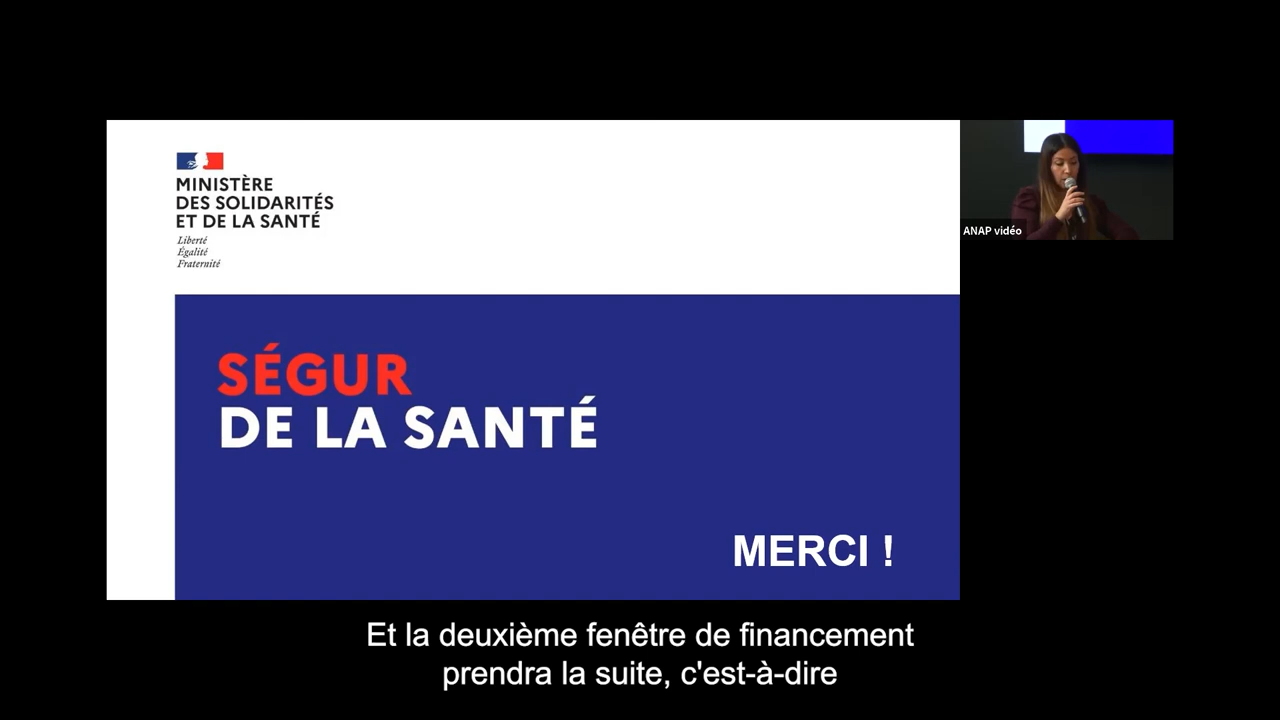 MINISTÈRE
DES SOLIDARITÉS
ET DE LA SANTÉ
Liberté
Égalité
Fraternité
SÉGUR
DE LA SANTÉ
MERCI !
ANAP vidéo
Et la deuxième fenêtre de financement
prendra la suite, c'est-à-dire